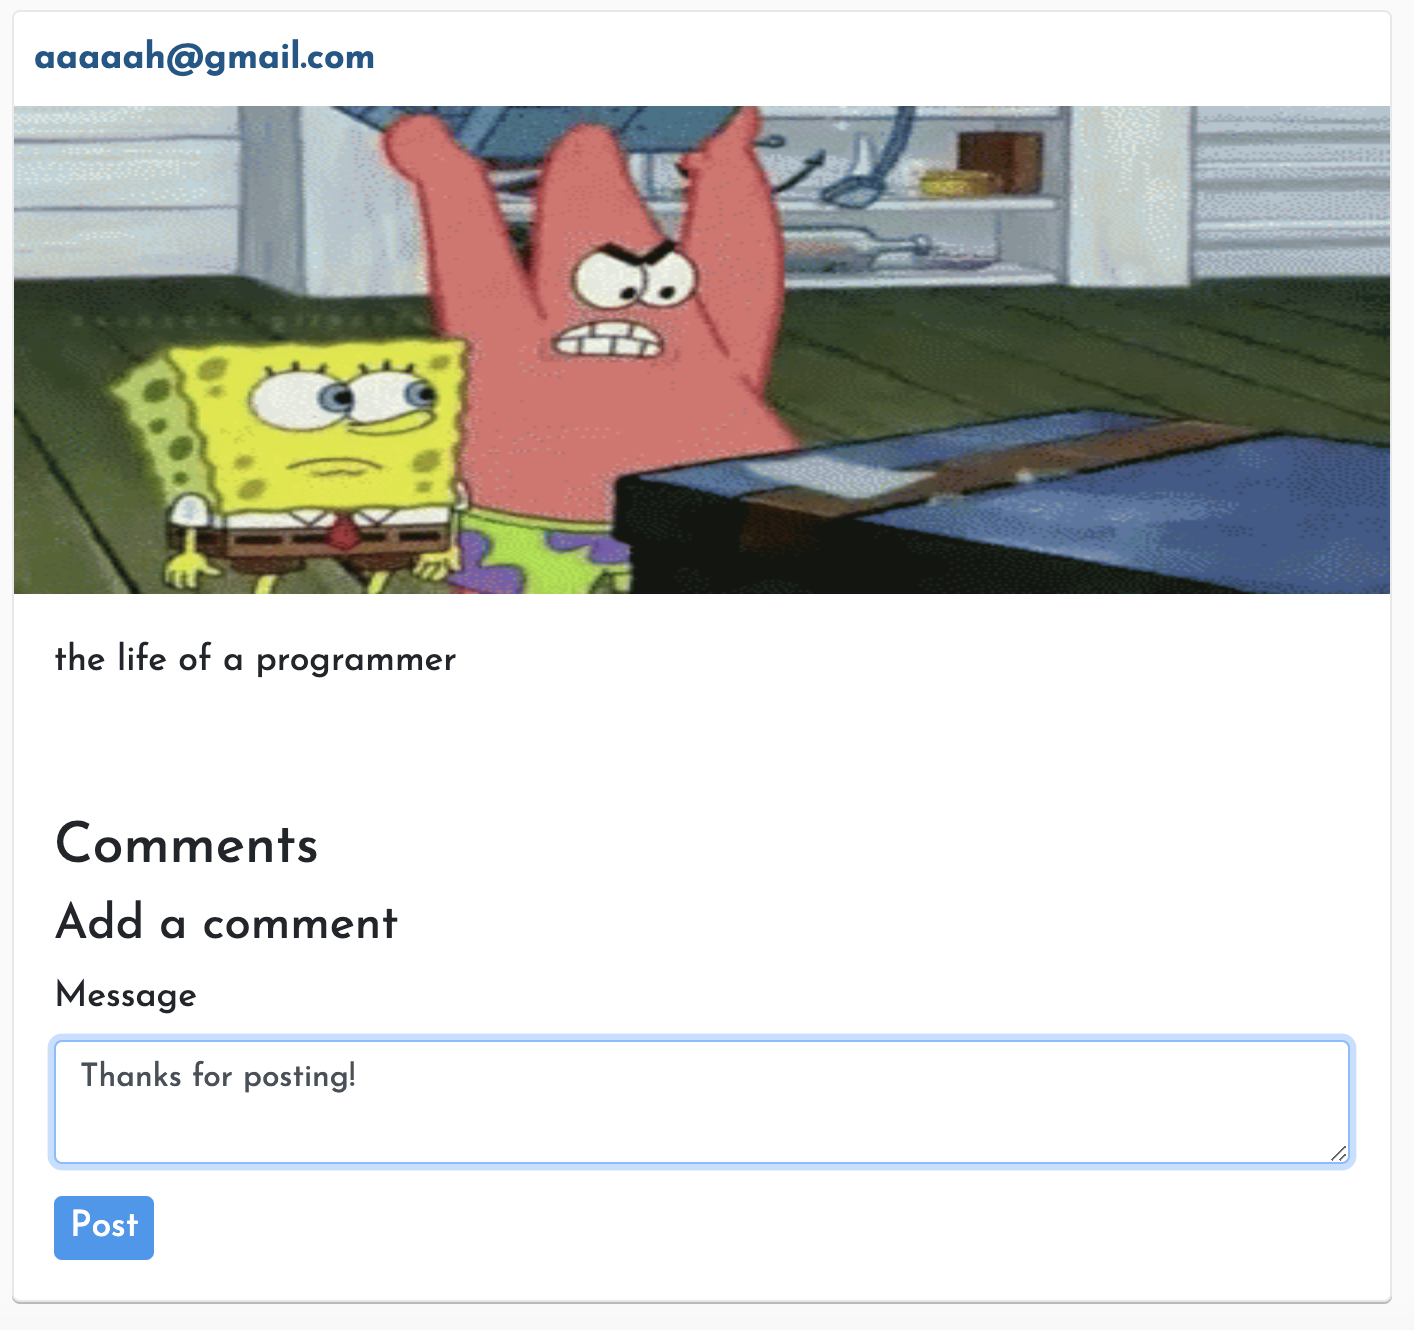 aaaaah@gmail.com
the life of a programmer
Comments
Add a comment
Message
Thanks for posting!
Post